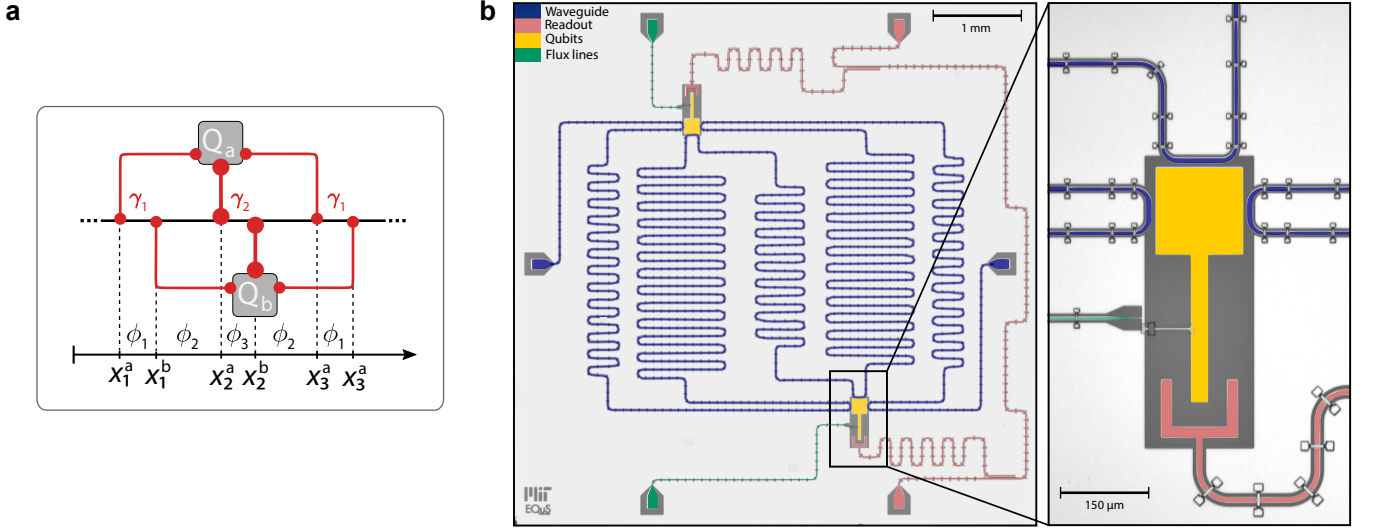 a
Qa
γ1 γ2 γ1
Qb
ϕ1 ϕ2 ϕ3 ϕ2 ϕ1
x1a x1b x2a x2b x3a x3a
b
Waveguide
Readout
Qubits
Flux lines
1 mm
MiT
EQuS
150 μm